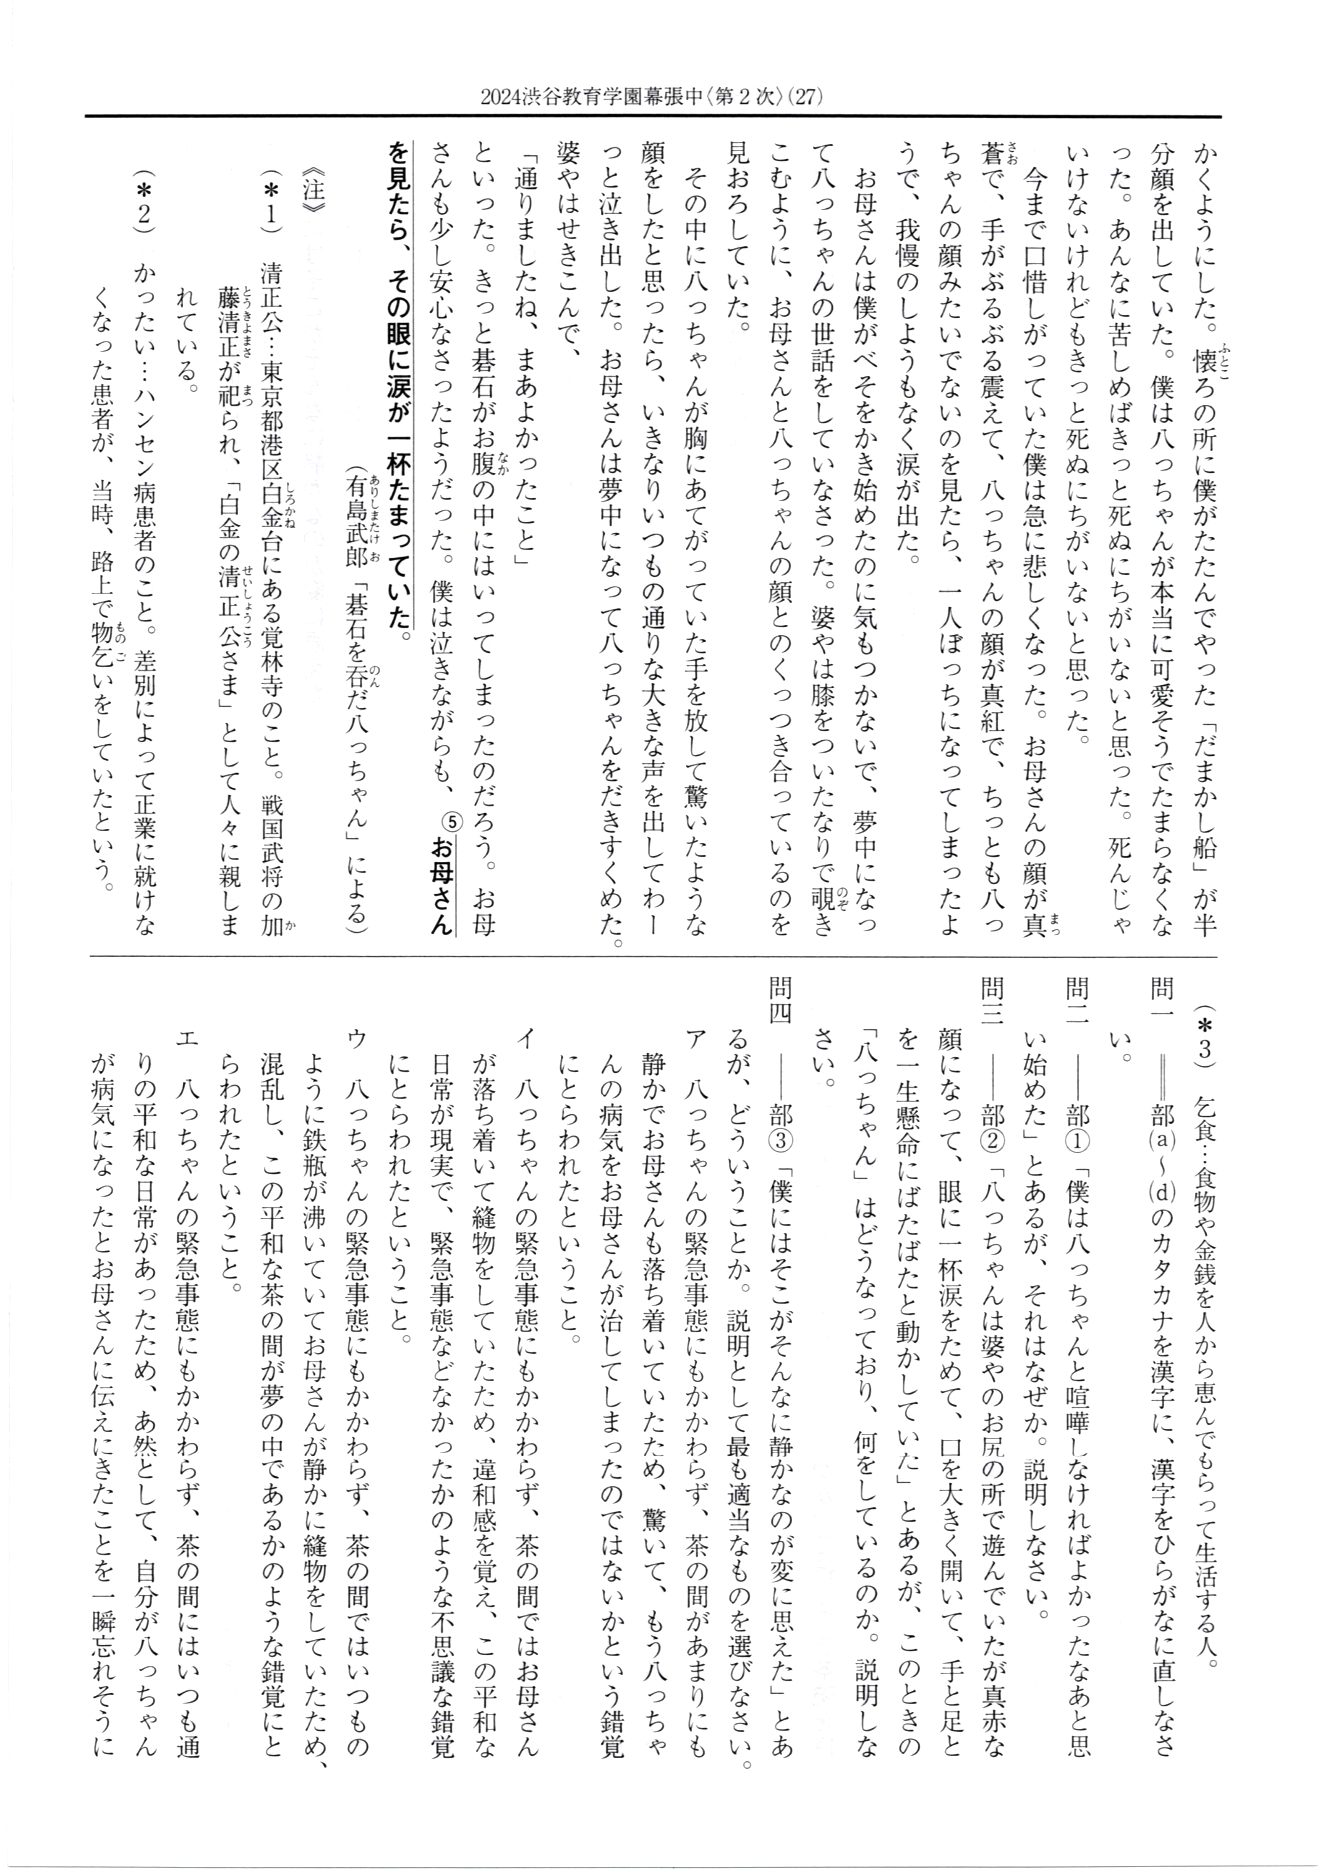 2024渋谷教育学園幕張中〈第２次〉(27)
かくようにした。懐ろの所に僕がたたんでやった「だまかし船」が半
分顔を出していた。僕は八っちゃんが本当に可愛そうでたまらなくな
った。あんなに苦しめばきっと死ぬにちがいないと思った。死んじゃ
いけないけれどもきっと死ぬにちがいないと思った。
今まで口惜しがっていた僕は急に悲しくなった。お母さんの顔が真
蒼で、手がぶるぶる震えて、八っちゃんの顔が真紅で、ちっとも八っ
ちゃんの顔みたいでないのを見たら、一人ぼっちになってしまったよ
うで、我慢のしようもなく涙が出た。
お母さんは僕がべそをかき始めたのに気もつかないで、夢中になっ
て八っちゃんの世話をしていなさった。婆やは膝をついたなりで覗き
こむように、お母さんと八っちゃんの顔とのくっつき合っているのを
見おろしていた。
その中に八っちゃんが胸にあてがっていた手を放して驚いたような
顔をしたと思ったら、いきなりいつもの通りな大きな声を出してわー
っと泣き出した。お母さんは夢中になって八っちゃんをだきすくめた。
婆やはせきこんで、
「通りましたね、まあよかったこと」
といった。きっと碁石がお腹の中にはいってしまったのだろう。お母
さんも少し安心なさったようだった。僕は泣きながらも、⑤お母さん
を見たら、その眼に涙が一杯たまっていた。
（有島武郎「碁石を呑だ八っちゃん」による）
《注》
（＊１）　清正公…東京都港区白金台にある覚林寺のこと。戦国武将の加
藤清正が祀られ、「白金の清正公さま」として人々に親しま
れている。
（＊２）　かったい…ハンセン病患者のこと。差別によって正業に就けな
くなった患者が、当時、路上で物乞いをしていたという。
（＊３）　乞食…食物や金銭を人から恵んでもらって生活する人。
問一　＝＝部(a)～(d)のカタカナを漢字に、漢字をひらがなに直しなさ
い。
問二　――部①「僕は八っちゃんと喧嘩しなければよかったなあと思
い始めた」とあるが、それはなぜか。説明しなさい。
問三　――部②「八っちゃんは婆やのお尻の所で遊んでいたが真赤な
顔になって、眼に一杯涙をためて、口を大きく開いて、手と足と
を一生懸命にばたばたと動かしていた」とあるが、このときの
「八っちゃん」はどうなっており、何をしているのか。説明しな
さい。
問四　――部③「僕にはそこがそんなに静かなのが変に思えた」とあ
るが、どういうことか。説明として最も適当なものを選びなさい。
ア　八っちゃんの緊急事態にもかかわらず、茶の間があまりにも
静かでお母さんも落ち着いていたため、驚いて、もう八っちゃ
んの病気をお母さんが治してしまったのではないかという錯覚
にとらわれたということ。
イ　八っちゃんの緊急事態にもかかわらず、茶の間ではお母さん
が落ち着いて縫物をしていたため、違和感を覚え、この平和な
日常が現実で、緊急事態などなかったかのような不思議な錯覚
にとらわれたということ。
ウ　八っちゃんの緊急事態にもかかわらず、茶の間ではいつもの
ように鉄瓶が沸いていてお母さんが静かに縫物をしていたため、
混乱し、この平和な茶の間が夢の中であるかのような錯覚にと
らわれたということ。
エ　八っちゃんの緊急事態にもかかわらず、茶の間にはいつも通
りの平和な日常があったため、あ然として、自分が八っちゃん
が病気になったとお母さんに伝えにきたことを一瞬忘れそうに